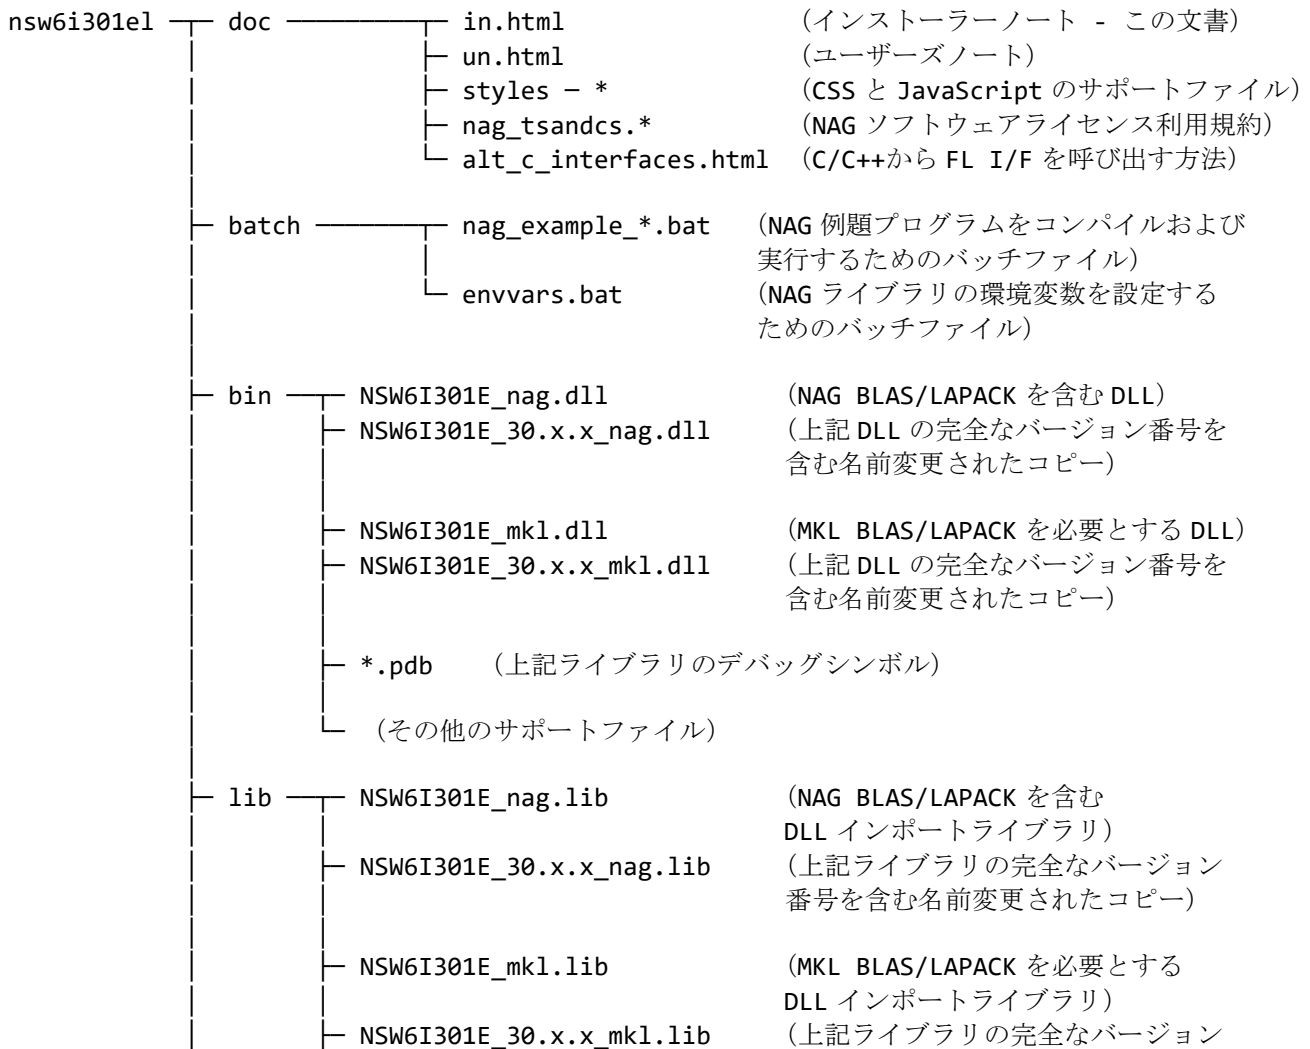 nsw6i301el ─┬─ doc ─────────┬─ in.html （インストーラーノート - この文書）
├─ un.html （ユーザーズノート）
├─ styles ─ * （CSS と JavaScript のサポートファイル）
├─ nag_tsandcs.* （NAG ソフトウェアライセンス利用規約）
└─ alt_c_interfaces.html （C/C++から FL I/F を呼び出す方法）
├─ batch ───────┬─ nag_example_*.bat （NAG 例題プログラムをコンパイルおよび
実行するためのバッチファイル）
└─ envvars.bat （NAG ライブラリの環境変数を設定する
ためのバッチファイル）
├─ bin ──┬─ NSW6I301E_nag.dll （NAG BLAS/LAPACK を含む DLL）
├─ NSW6I301E_30.x.x_nag.dll （上記 DLL の完全なバージョン番号を
含む名前変更されたコピー）
├─ NSW6I301E_mkl.dll （MKL BLAS/LAPACK を必要とする DLL）
├─ NSW6I301E_30.x.x_mkl.dll （上記 DLL の完全なバージョン番号を
含む名前変更されたコピー）
├─ *.pdb （上記ライブラリのデバッグシンボル）
└─ （その他のサポートファイル）
├─ lib ──┬─ NSW6I301E_nag.lib （NAG BLAS/LAPACK を含む
DLL インポートライブラリ）
├─ NSW6I301E_30.x.x_nag.lib （上記ライブラリの完全なバージョン
番号を含む名前変更されたコピー）
├─ NSW6I301E_mkl.lib （MKL BLAS/LAPACK を必要とする
DLL インポートライブラリ）
├─ NSW6I301E_30.x.x_mkl.lib （上記ライブラリの完全なバージョン